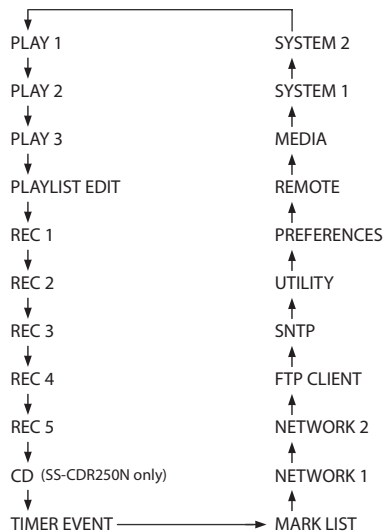 PLAY 1
PLAY 2
PLAY 3
PLAYLIST EDIT
REC 1
REC 2
REC 3
REC 4
REC 5
CD (SS-CDR250N only)
TIMER EVENT
MARK LIST
NETWORK 1
NETWORK 2
FTP CLIENT
SNTP
UTILITY
PREFERENCES
REMOTE
MEDIA
SYSTEM 1
SYSTEM 2